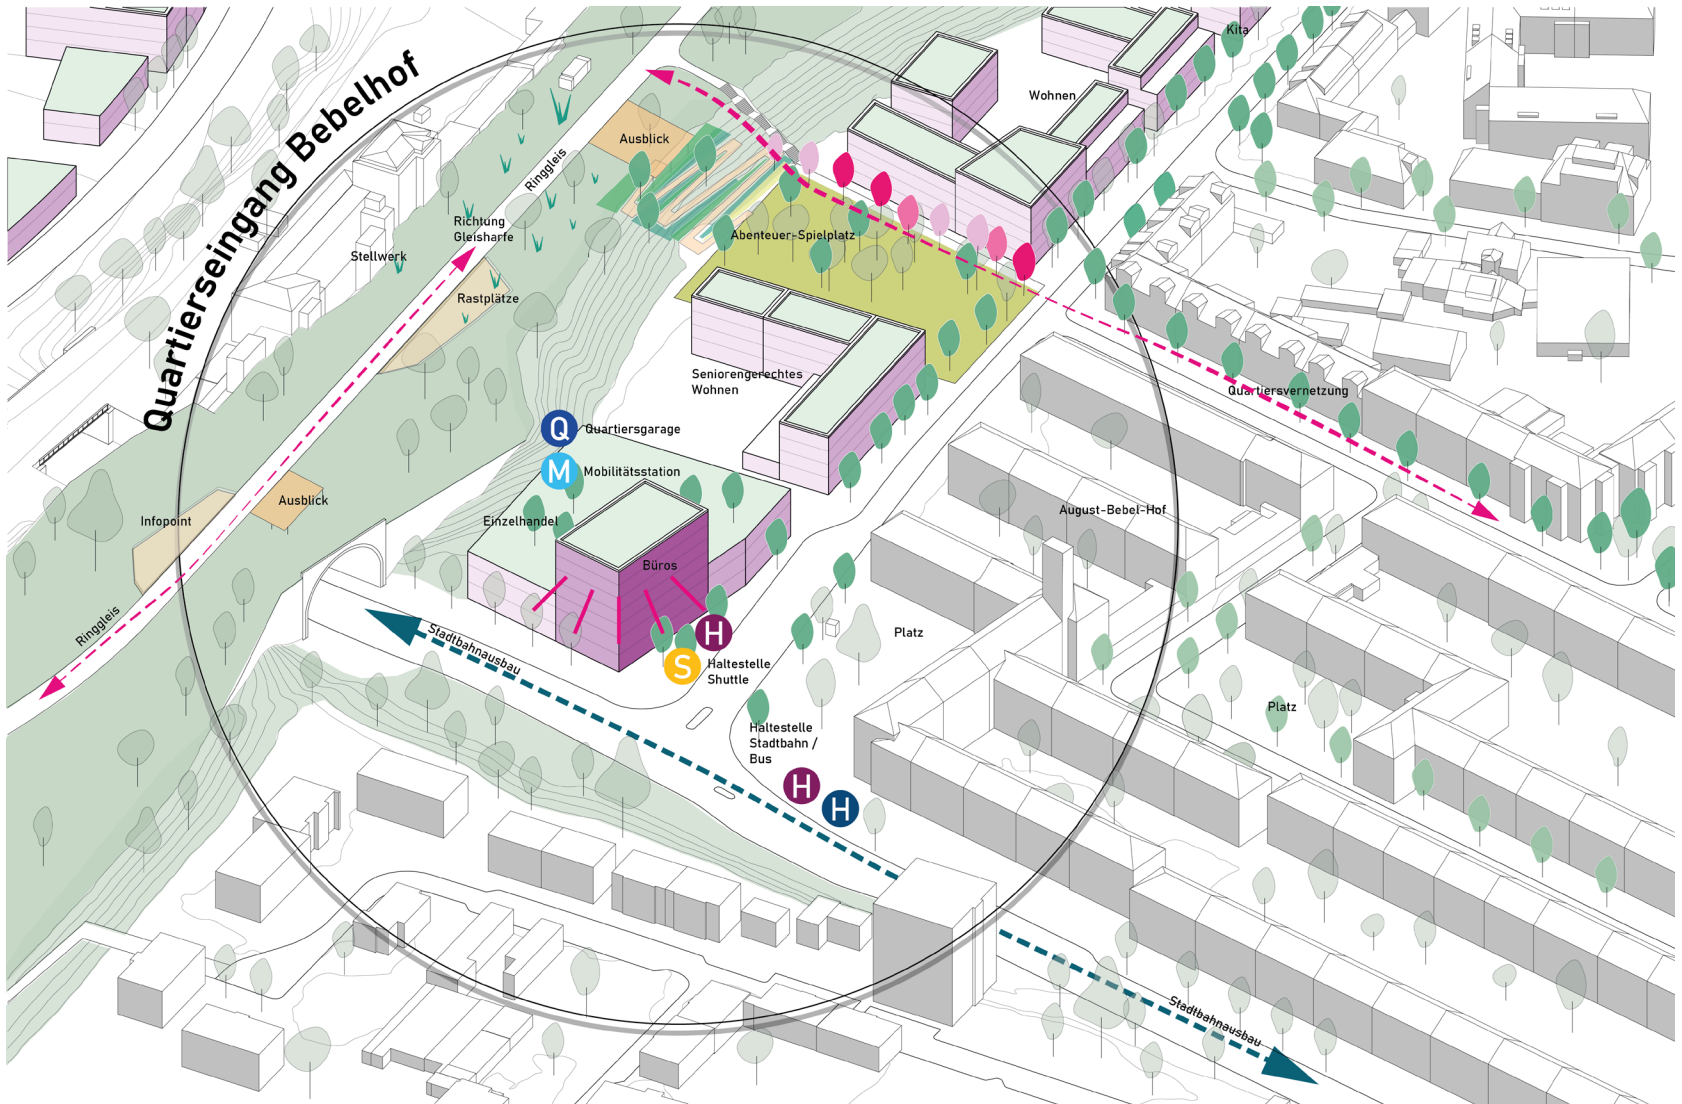 Quartierseingang Bebelhof
Kita
Wohnen
Ausblick
Ringgleis
Richtung
Gleisharfe
Stellwerk
Abenteuer-Spielplatz
Rastplätze
Seniorengerechtes
Wohnen
Quartiersvernetzung
Q
Quartiersgarage
M
Mobilitätsstation
Ausblick
Infopoint
Einzelhandel
August-Bebel-Hof
Büros
Ringgleis
Stadtbahnausbau
H
S
Haltestelle
Shuttle
Platz
Platz
Haltestelle
Stadtbahn /
Bus
H
H
Stadtbahnausbau